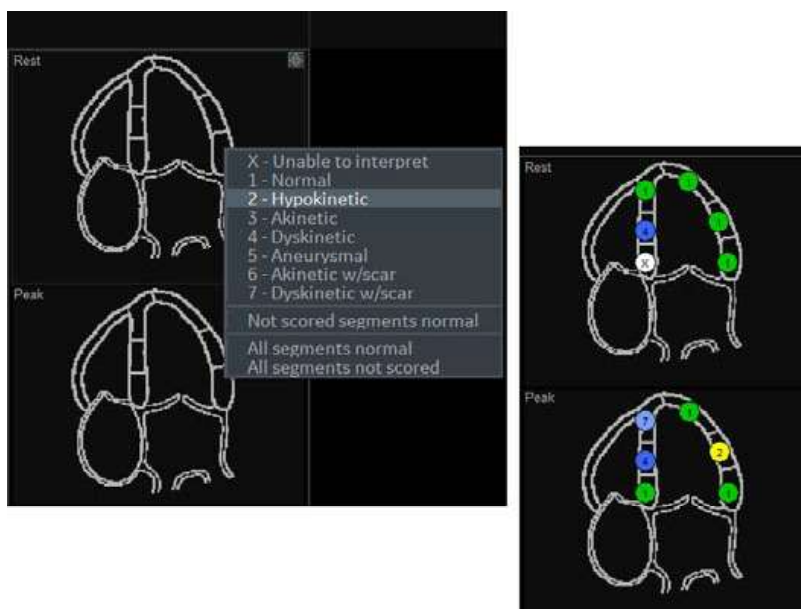 Rest
X - Unable to interpret
1 - Normal
2 - Hypokinetic
3 - Akinetic
4 - Dyskinetic
5 - Aneurysmal
6 - Akinetic w/scar
7 - Dyskinetic w/scar
Not scored segments normal
All segments normal
All segments not scored
Peak
Rest
1
1
4
1
X
1
Peak
1
7
2
4
1
1